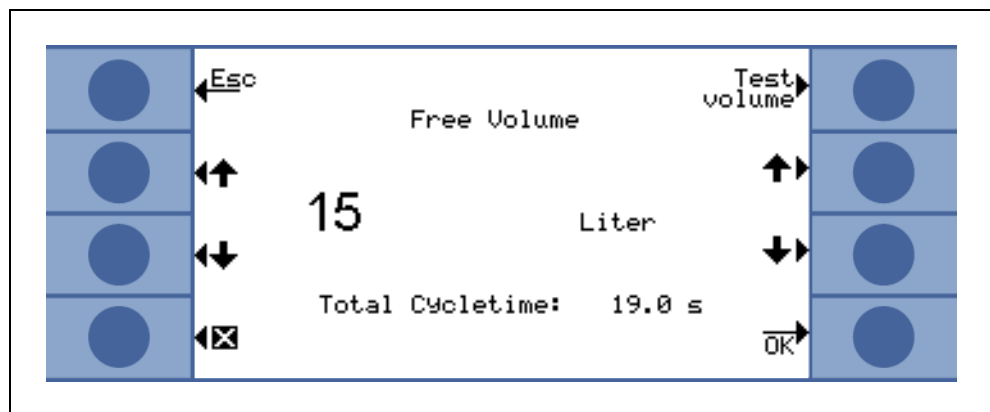 Esc
Test
volume
Free Volume
15
Liter
Total Cycletime: 19.0 s
OK